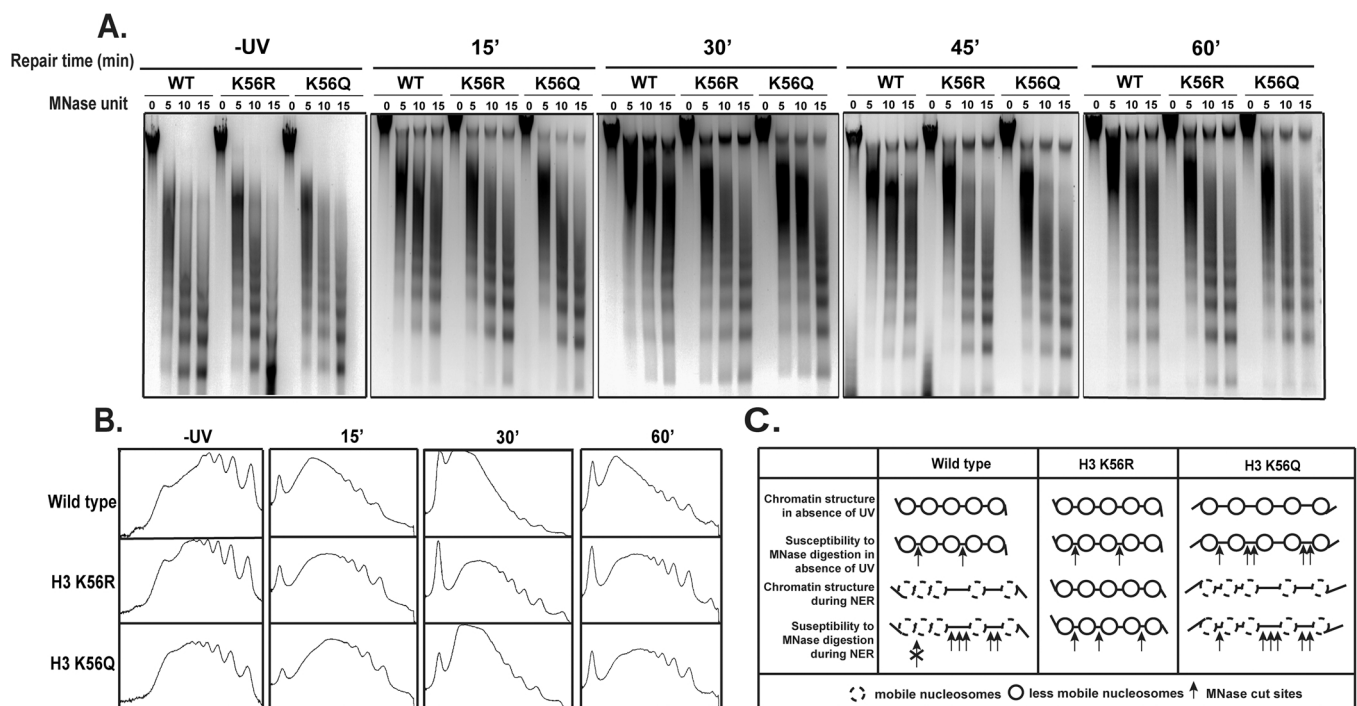 A.
Repair time (min)
-UV 15’ 30’ 45’ 60’
WT K56R K56Q WT K56R K56Q WT K56R K56Q WT K56R K56Q WT K56R K56Q
MNase unit
0 5 10 15 0 5 10 15 0 5 10 15 0 5 10 15 0 5 10 15 0 5 10 15 0 5 10 15 0 5 10 15 0 5 10 15 0 5 10 15 0 5 10 15 0 5 10 15 0 5 10 15 0 5 10 15 0 5 10 15
B.
-UV 15’ 30’ 60’
Wild type
H3 K56R
H3 K56Q
C.
Wild type H3 K56R H3 K56Q
Chromatin structure
in absence of UV
Susceptibility to
MNase digestion in
absence of UV
Chromatin structure
during NER
Suseptibility to
MNase digestion
during NER
mobile nucleosomes less mobile nucleosomes MNase cut sites